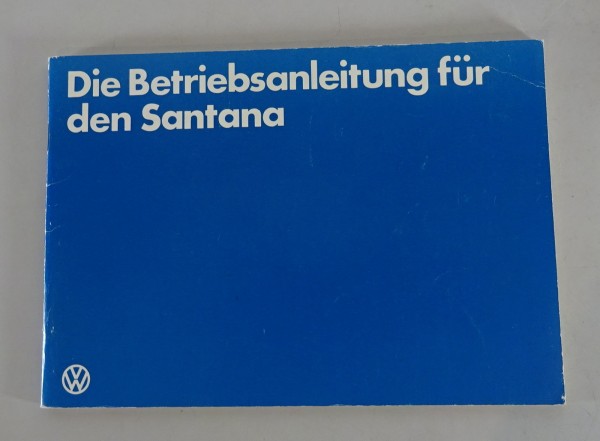 Die Betriebsanleitung für
den Santana